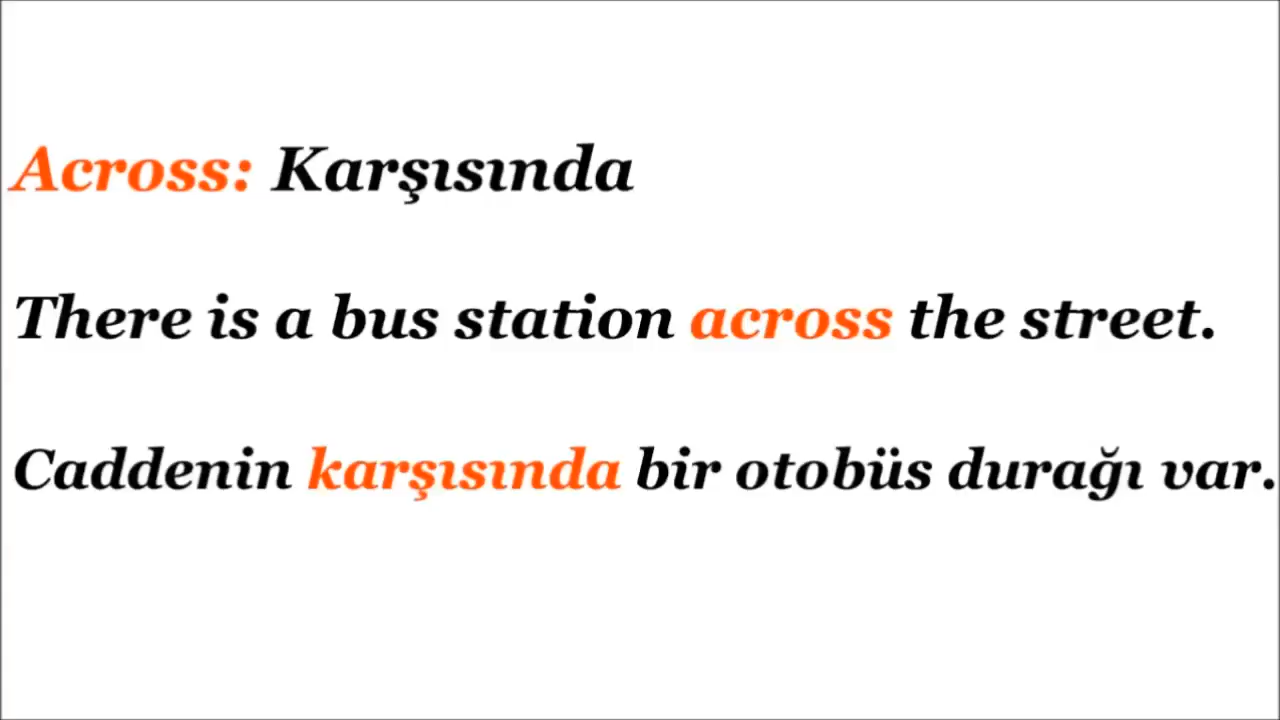 Across: Karşısında
There is a bus station across the street.
Caddenin karşısında bir otobüs durağı var.